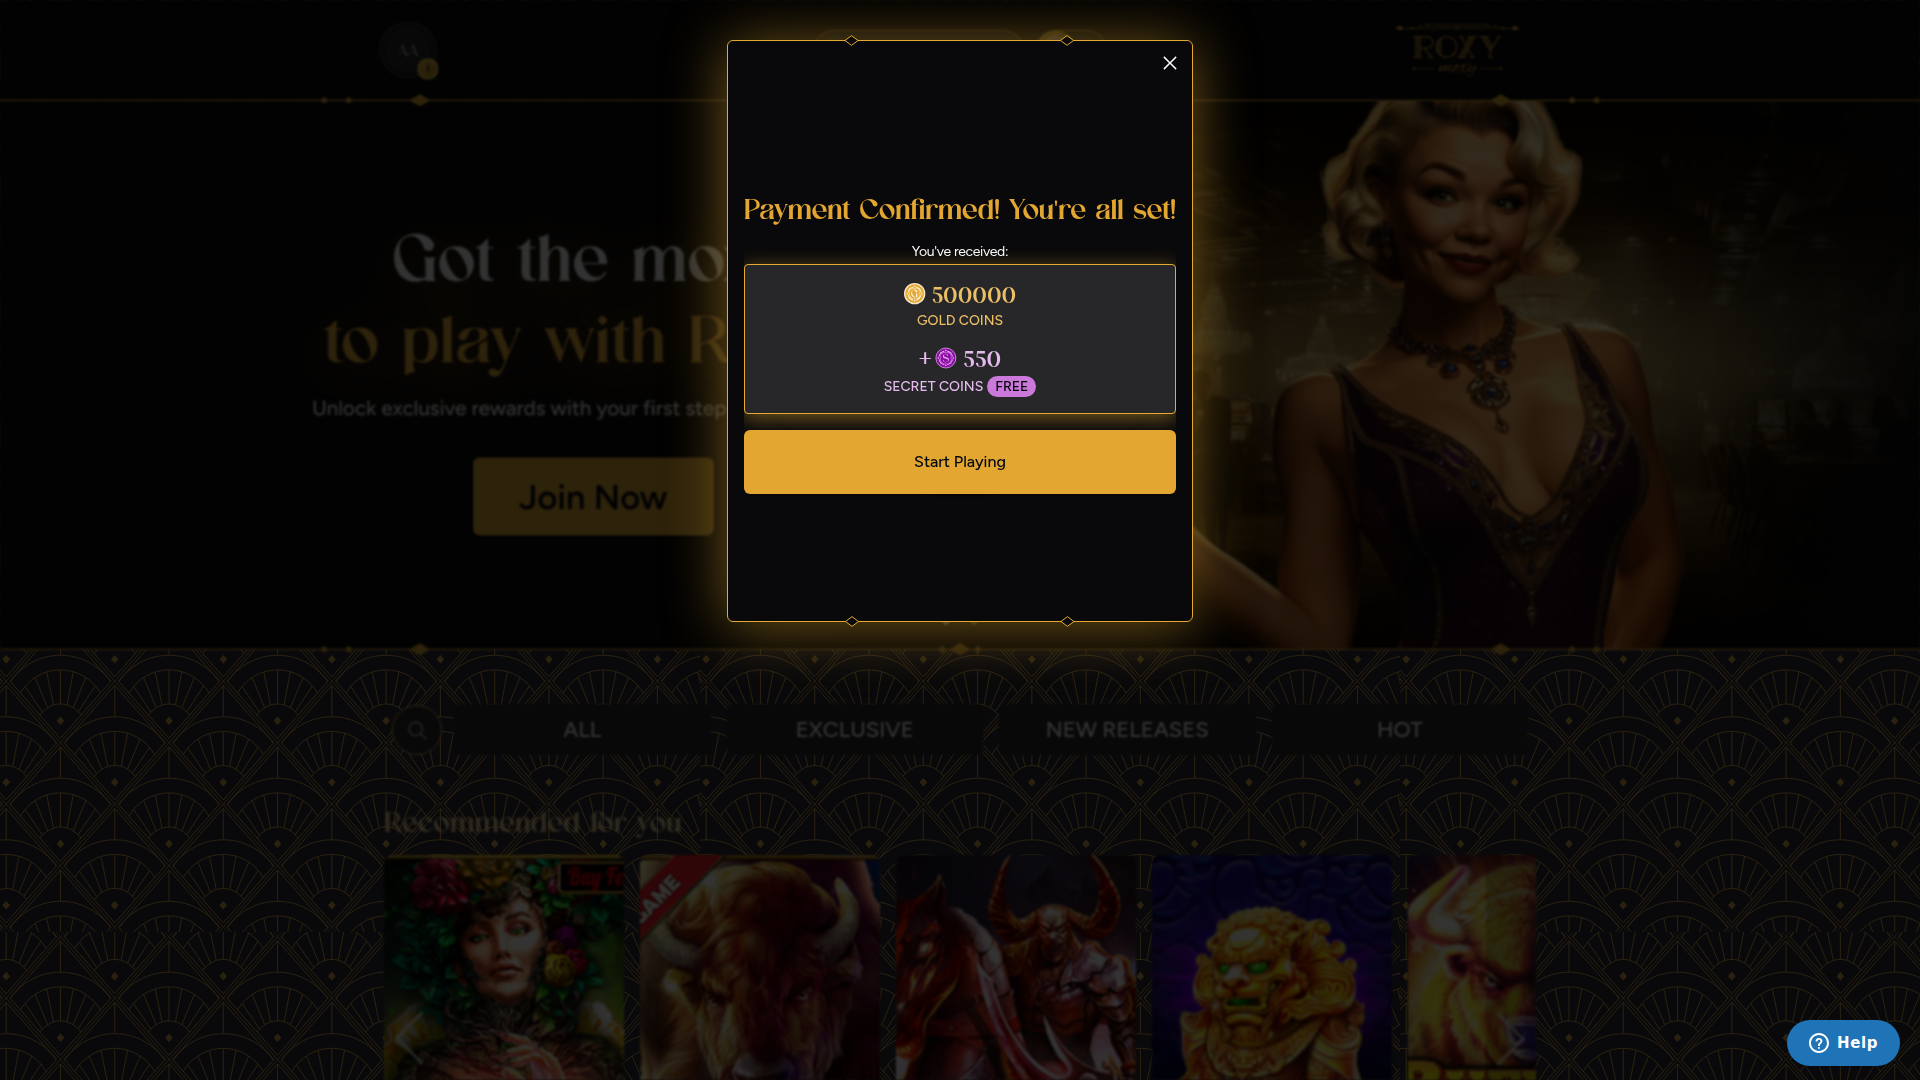 AA
ROXY
moxy
Payment Confirmed! You're all set!
You've received:
500000
GOLD COINS
+ 550
SECRET COINS FREE
Start Playing
Got the mo
to play with R
Unlock exclusive rewards with your first step
Join Now
ALL
EXCLUSIVE
NEW RELEASES
HOT
Recommended for you
Buy Fe
GAME
Help